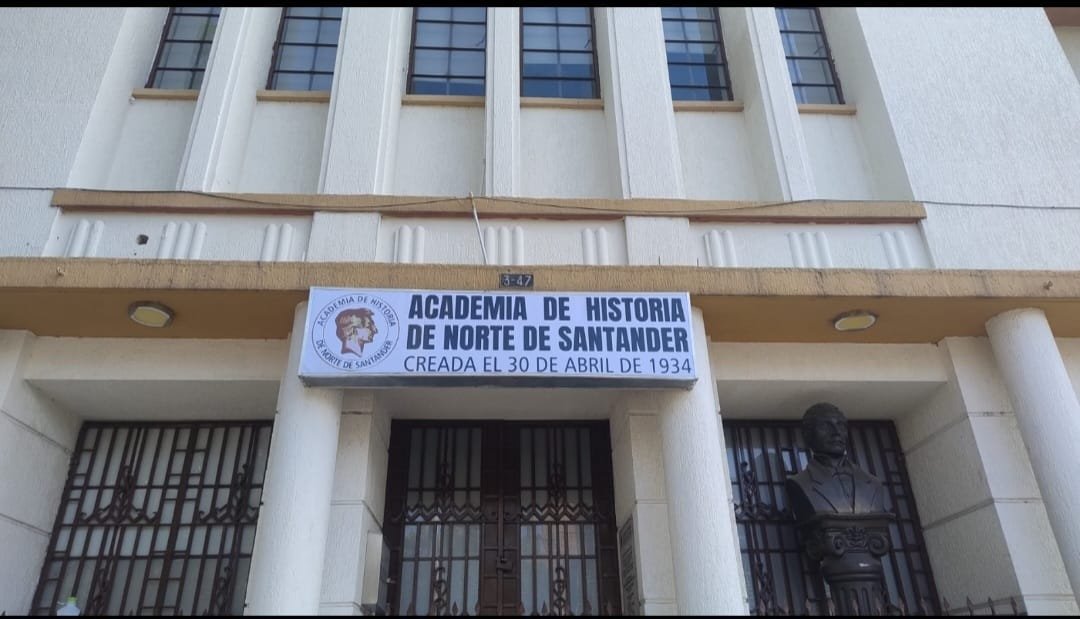 3-47
ACADEMIA DE HISTORIA
DE NORTE DE SANTANDER
ACADEMIA DE HISTORIA
DE NORTE DE SANTANDER
CREADA EL 30 DE ABRIL DE 1934